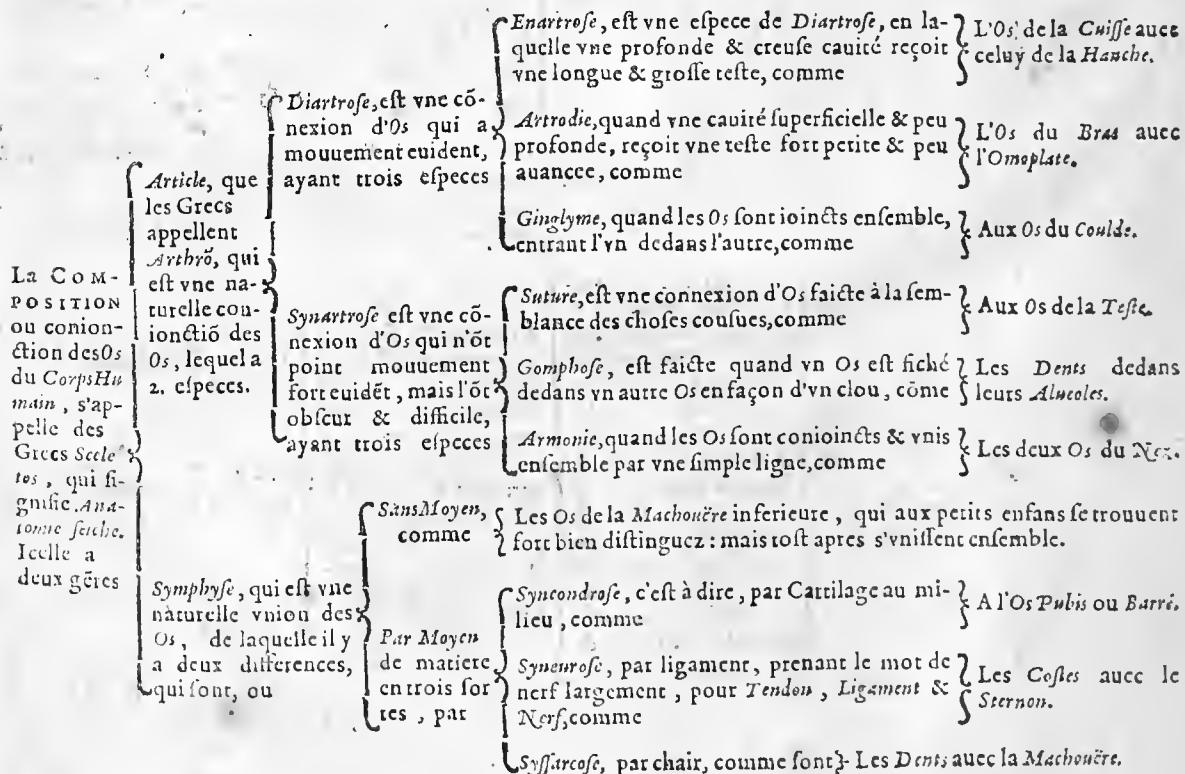 La COM-
POSITION
ou conion-
ction desOs
du CorpsHu
main, s'ap-
pelle des
Grecs Scele
tos, qui si-
gnifie Ana-
tomie seiche.
Icelle a
deux gẽres
Article, que
les Grecs
appellent
Arthrõ, qui
est vne na-
turelle con-
ionctiõ des
Os, lequel a
2. especes.
Diartrose, est vne cõ-
nexion d'Os qui a
mouuement euident,
ayant trois especes
Enartrose, est vne espece de Diartrose, en la-
quelle vne profonde & creuse cauité reçoit
vne longue & grosse teste, comme
L'Os de la Cuisse auec
celuy de la Hanche.
Artrodie, quand vne cauité superficielle & peu
profonde, reçoit vne teste fort petite & peu
auancee, comme
L'Os du Bras auec
l'Omoplate.
Ginglyme, quand les Os sont ioincts ensemble,
entrant l'vn dedans l'autre, comme
Aux Os du Coulde.
Synartrose est vne cõ-
nexion d'Os qui n'õt
point mouuement
fort euidẽt, mais l'õt
obscur & difficile,
ayant trois especes
Suture, est vne connexion d'Os faicte à la sem-
blance des choses cousues, comme
Aux Os de la Teste.
Gomphose, est faicte quand vn Os est fiché
dedans vn autre Os en façon d'vn clou, cõme
Les Dents dedans
leurs Alueoles.
Armonie, quand les Os sont conioincts & vnis
ensemble par vne simple ligne, comme
Les deux Os du Nez.
Symphyse, qui est vne
naturelle vnion des
Os, de laquelle il y
a deux differences,
qui sont, ou
Sans Moyen,
comme
Les Os de la Machouëre inferieure, qui aux petits enfans se trouuent
fort bien distinguez: mais tost apres s'vnissent ensemble.
Par Moyen
de matiere
en trois sor
tes, par
Syncondrose, c'est à dire, par Cartilage au mi-
lieu, comme
A l'Os Pubis ou Barré.
Syneurose, par ligament, prenant le mot de
nerf largement, pour Tendon, Ligament &
Nerf, comme
Les Costes auec le
Sternon.
Syssarcose, par chair, comme sont
Les Dents auec la Machouëre.